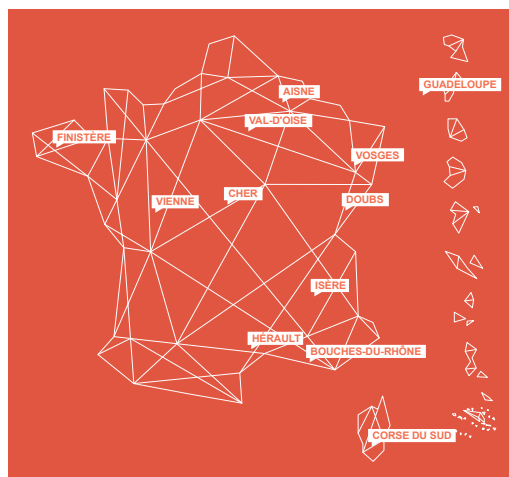 AISNE
GUADELOUPE
VAL-D'OISE
FINISTÈRE
VOSGES
CHER
VIENNE
DOUBS
ISÈRE
HÉRAULT
BOUCHES-DU-RHÔNE
CORSE DU SUD